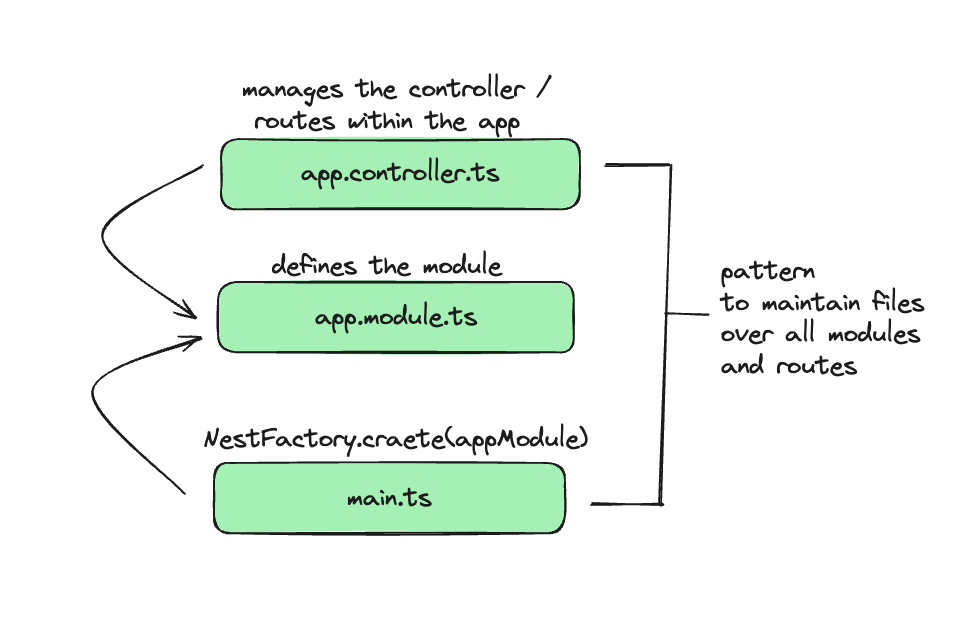 manages the controller /
routes within the app
app.controller.ts
defines the module
app.module.ts
pattern
to maintain files
over all modules
and routes
NestFactory.craete(appModule)
main.ts